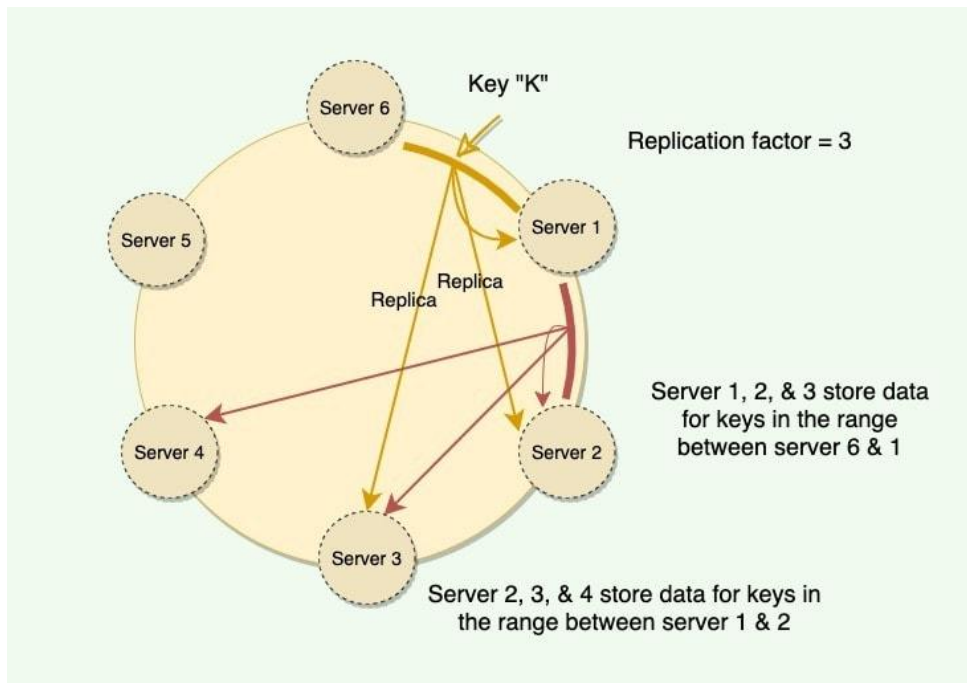 Key "K"
Server 6
Replication factor = 3
Server 1
Server 5
Replica
Replica
Server 1, 2, & 3 store data
for keys in the range
between server 6 & 1
Server 4
Server 2
Server 3
Server 2, 3, & 4 store data for keys in
the range between server 1 & 2